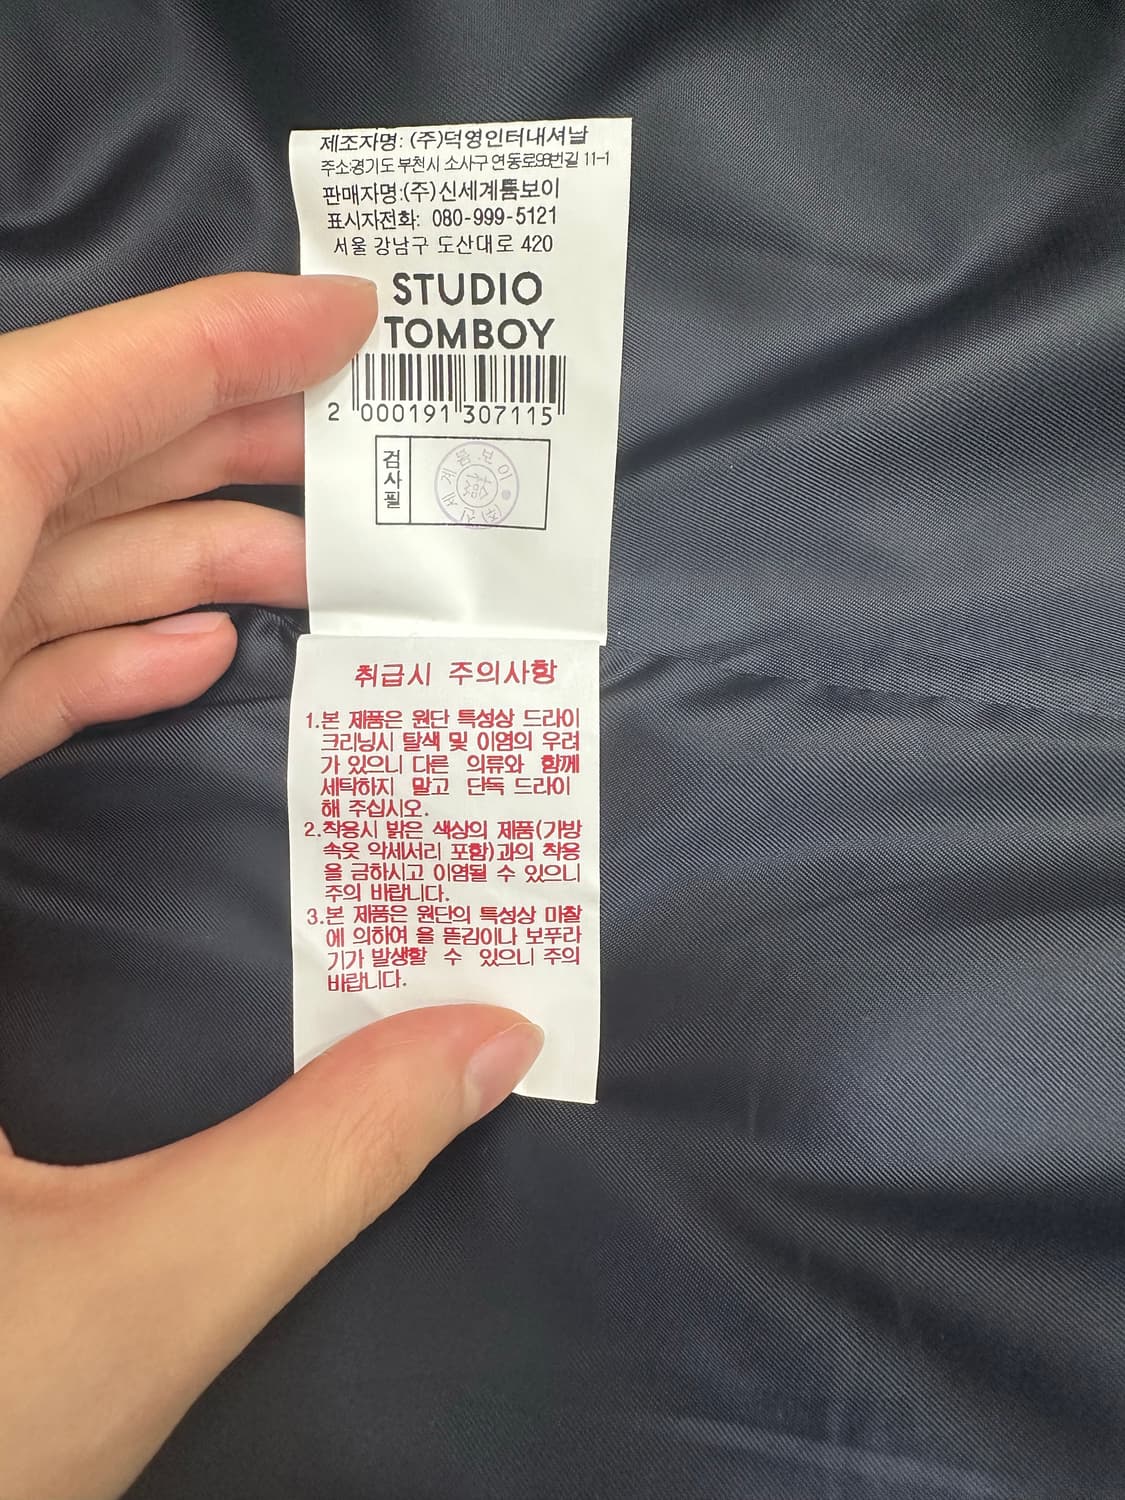 제조자명: (주)덕영인터내셔날
주소:경기도 부천시 소사구 연동로98번길 11-1
판매자명:(주)신세계톰보이
표시자전화: 080-999-5121
서울 강남구 도산대로 420
STUDIO
TOMBOY
2 000191 307115
검사필
(주)신세계톰보이
취급시 주의사항
1.본 제품은 원단 특성상 드라이
크리닝시 탈색 및 이염의 우려
가 있으니 다른 의류와 함께
세탁하지 말고 단독 드라이
해 주십시오.
2.착용시 밝은 색상의 제품(가방
속옷 악세서리 포함)과의 착용
을 금하시고 이염될 수 있으니
주의 바랍니다.
3.본 제품은 원단의 특성상 마찰
에 의하여 올 뜯김이나 보푸라
기가 발생할 수 있으니 주의
바랍니다.